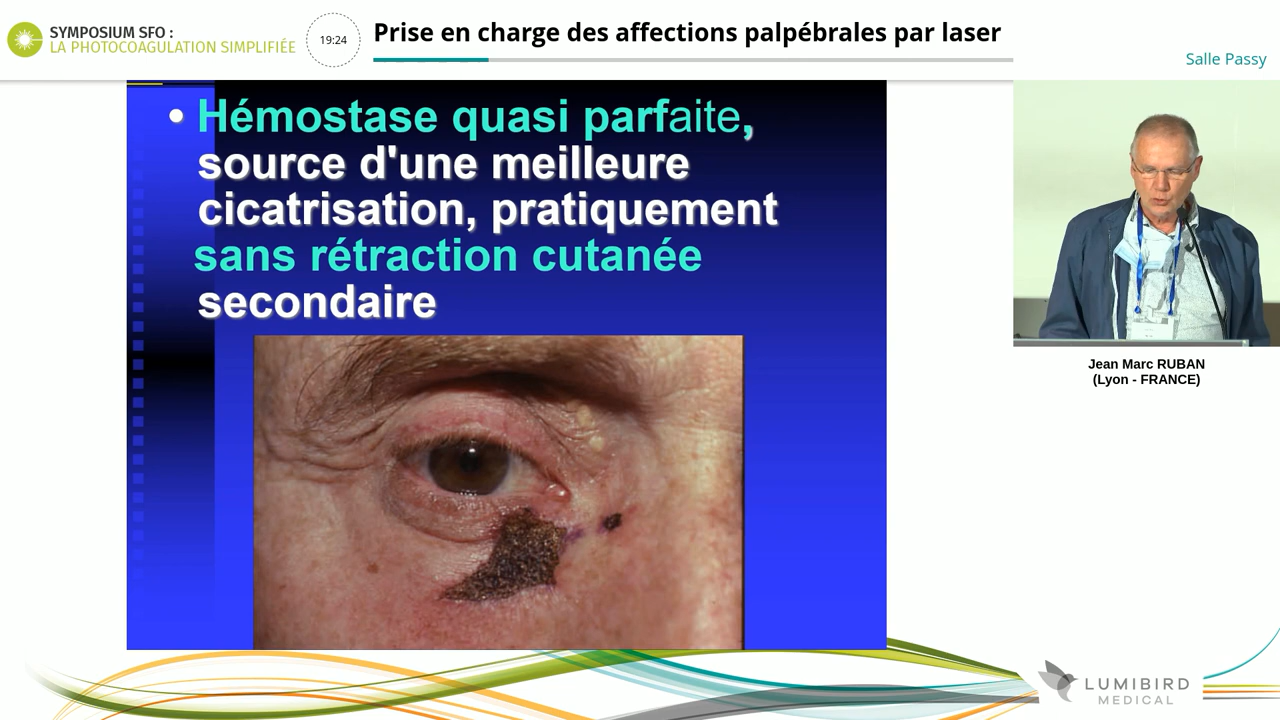 SYMPOSIUM SFO :
LA PHOTOCOAGULATION SIMPLIFIÉE
19:24
Prise en charge des affections palpébrales par laser
Salle Passy
• Hémostase quasi parfaite,
source d'une meilleure
cicatrisation, pratiquement
sans rétraction cutanée
secondaire
Jean Marc RUBAN
(Lyon - FRANCE)
LUMIBIRD
MEDICAL